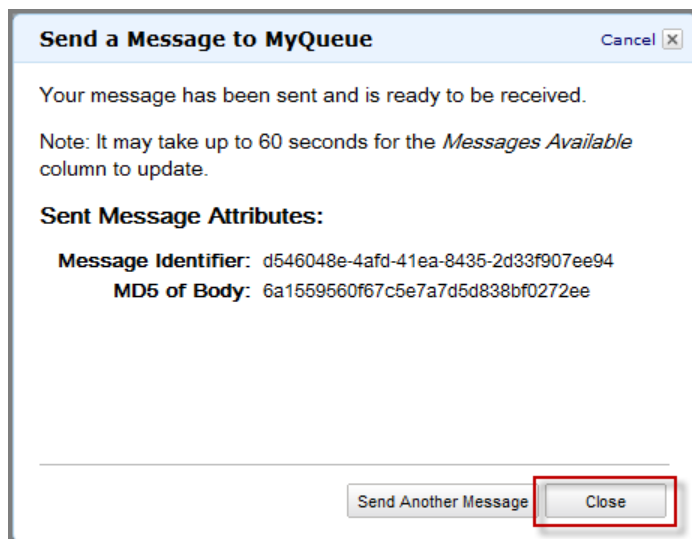 Send a Message to MyQueue
Cancel
Your message has been sent and is ready to be received.
Note: It may take up to 60 seconds for the Messages Available
column to update.
Sent Message Attributes:
Message Identifier: d546048e-4afd-41ea-8435-2d33f907ee94
MD5 of Body: 6a1559560f67c5e7a7d5d838bf0272ee
Send Another Message
Close